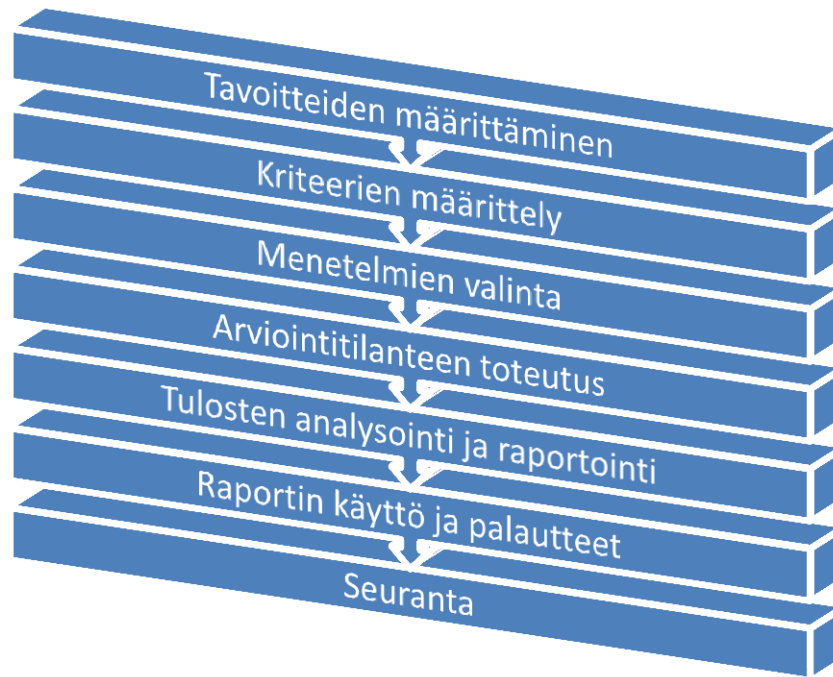 Tavoitteiden määrittäminen
Kriteerien määrittely
Menetelmien valinta
Arviointitilanteen toteutus
Tulosten analysointi ja raportointi
Raportin käyttö ja palautteet
Seuranta